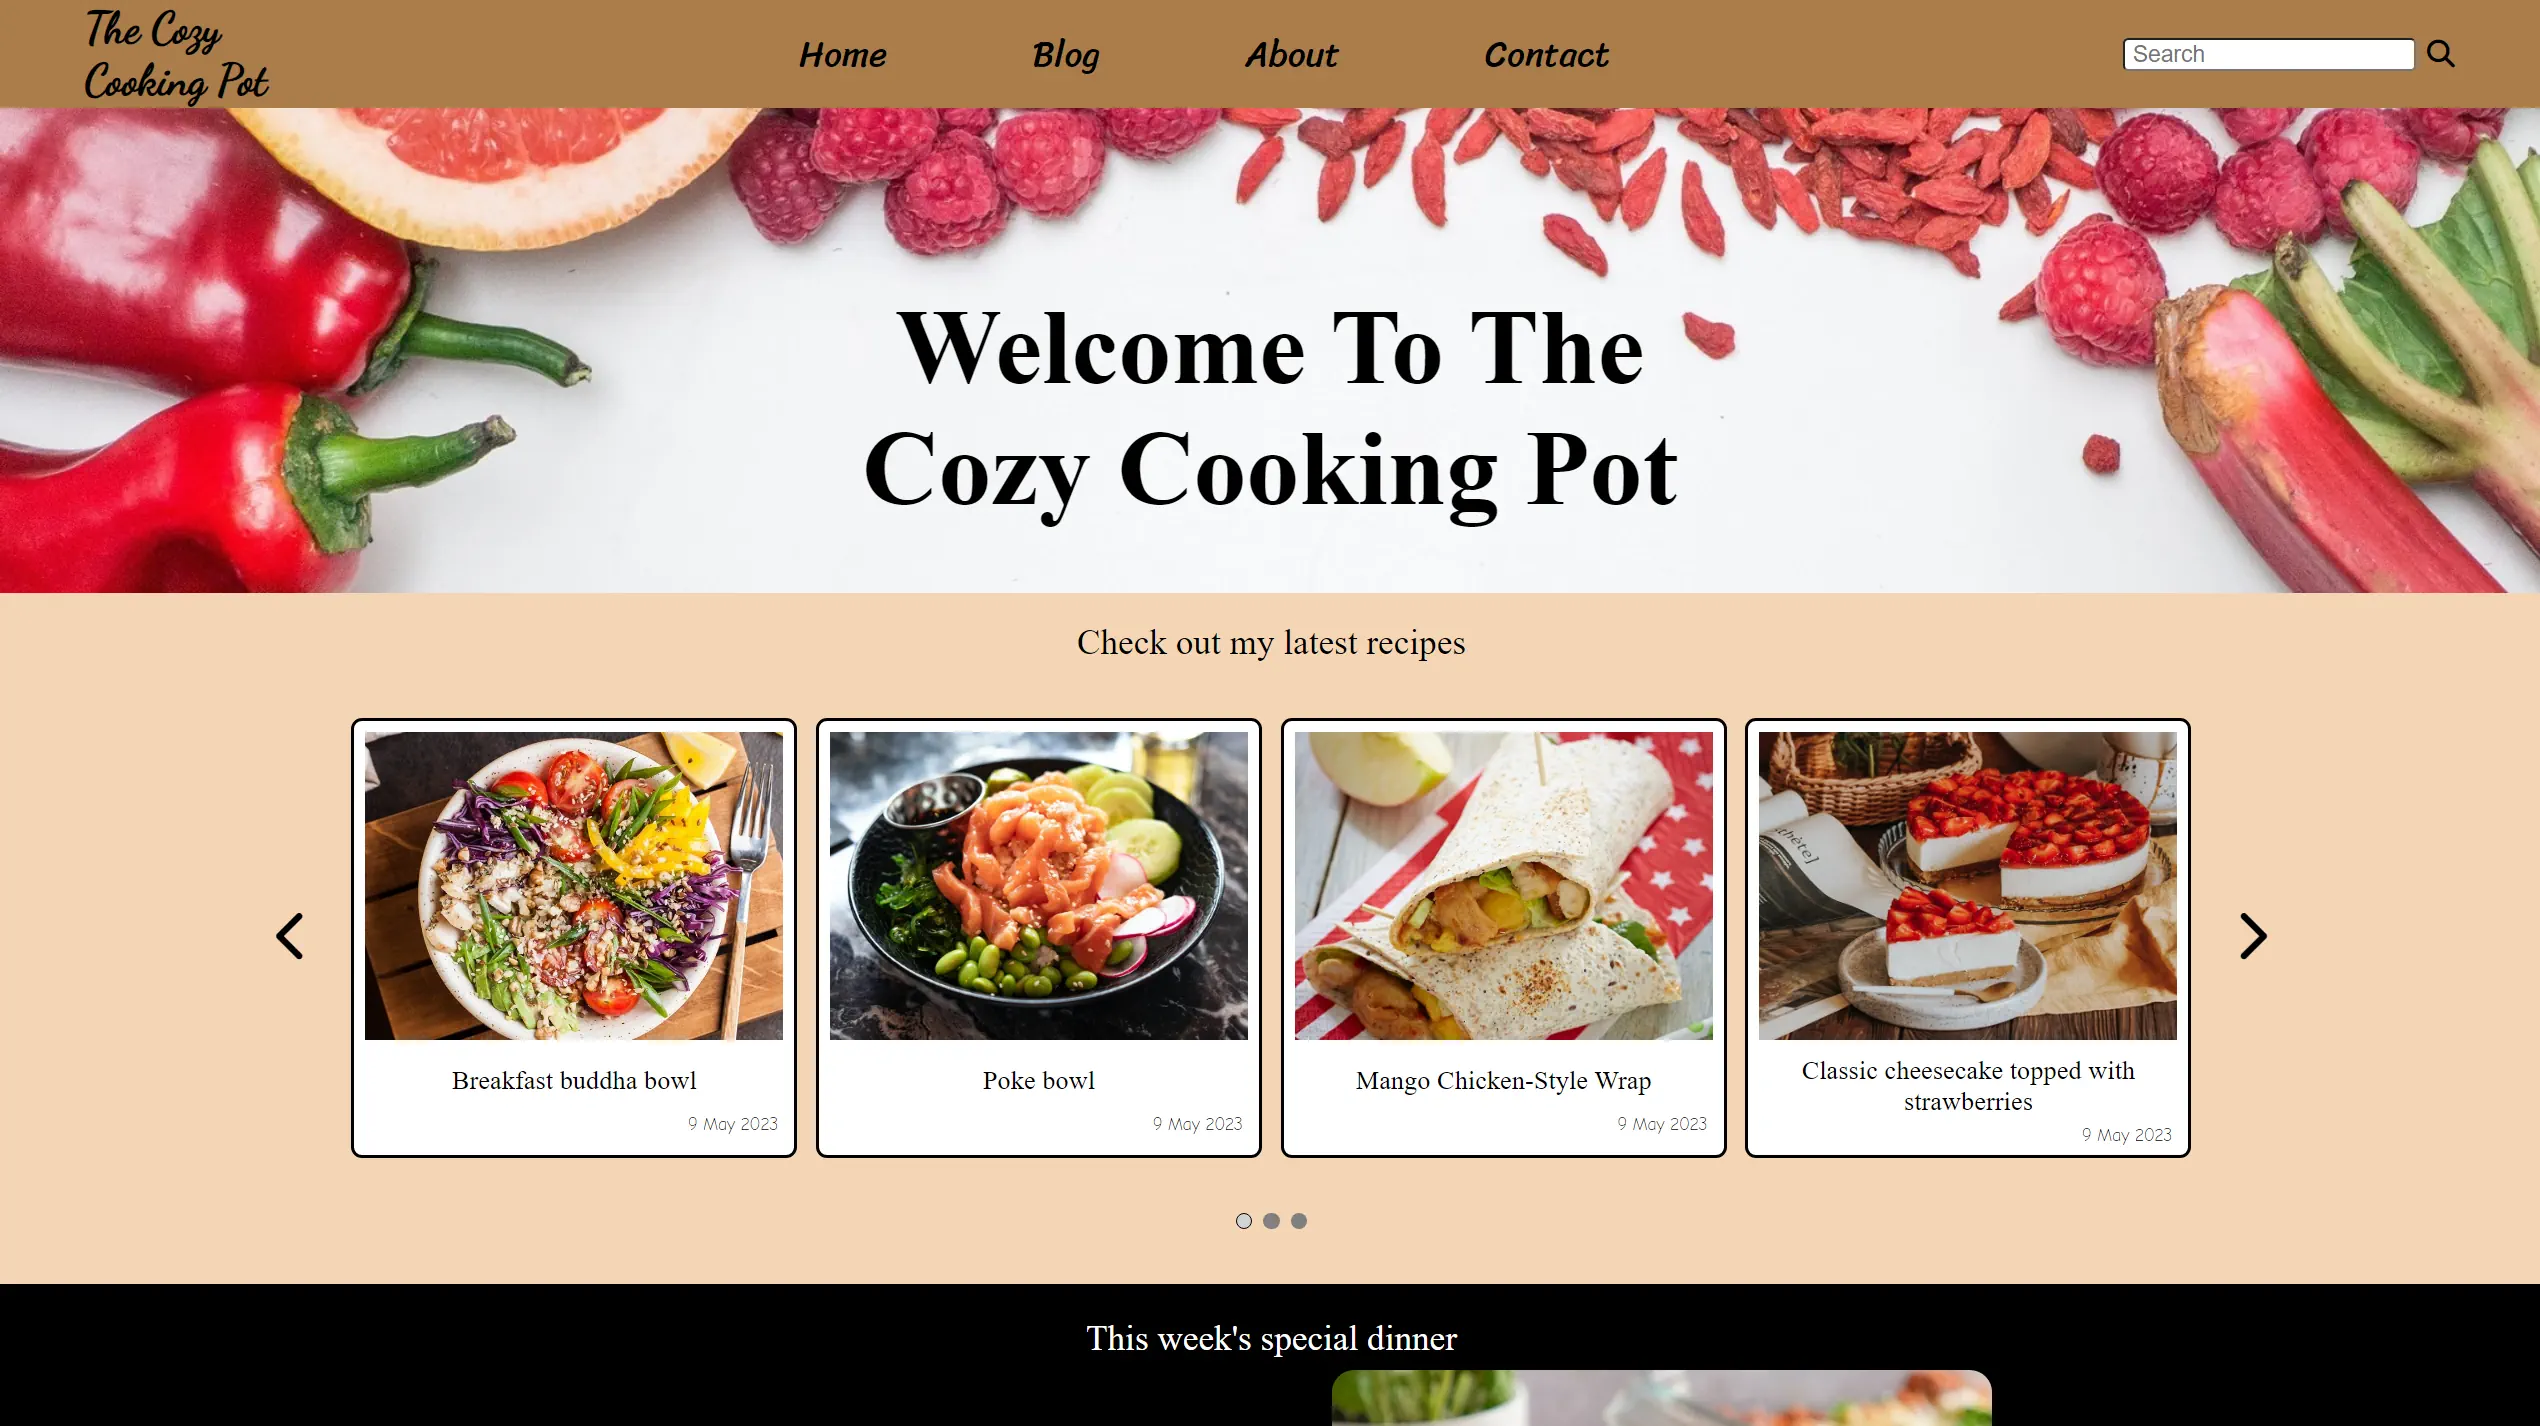 The Cozy
Cooking Pot
Home
Blog
About
Contact
Search
Welcome To The
Cozy Cooking Pot
Check out my latest recipes
thète]
Breakfast buddha bowl
9 May 2023
Poke bowl
9 May 2023
Mango Chicken-Style Wrap
9 May 2023
Classic cheesecake topped with
strawberries
9 May 2023
This week's special dinner